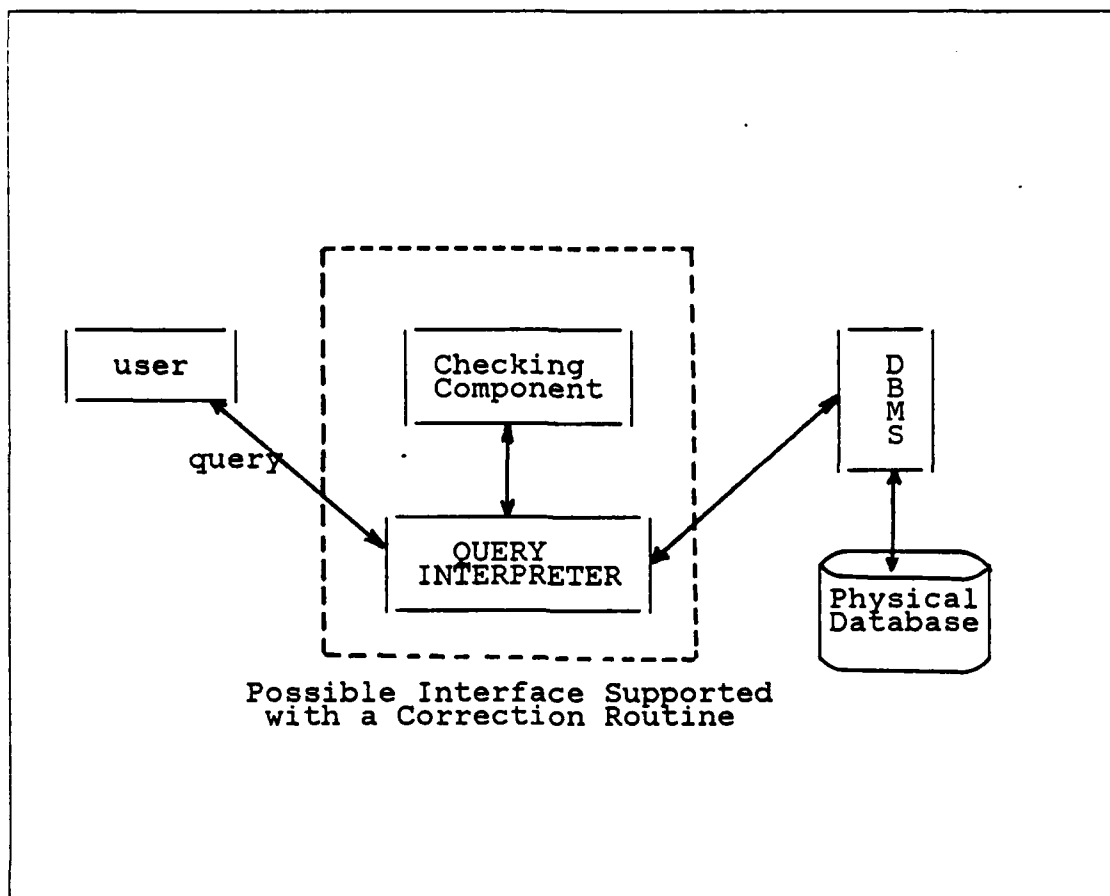 user
Checking
Component
D
B
M
S
query
QUERY
INTERPRETER
Physical
Database
Possible Interface Supported
with a Correction Routine